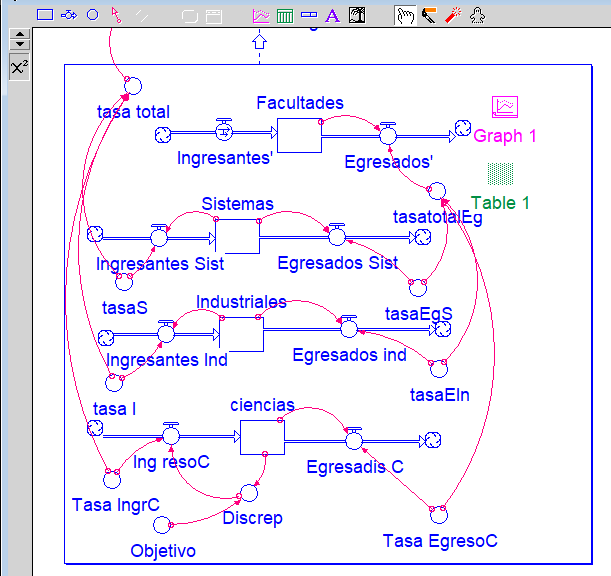 X²
A
tasa total
Facultades
Graph 1
Ingresantes'
Egresados'
Table 1
Sistemas
tasatotalEg
Ingresantes Sist
Egresados Sist
tasaS
tasaEgS
Industriales
Ingresantes Ind
Egresados ind
tasa I
tasaEIn
ciencias
Ing resoC
Egresadis C
Tasa IngrC
Discrep
Tasa EgresoC
Objetivo